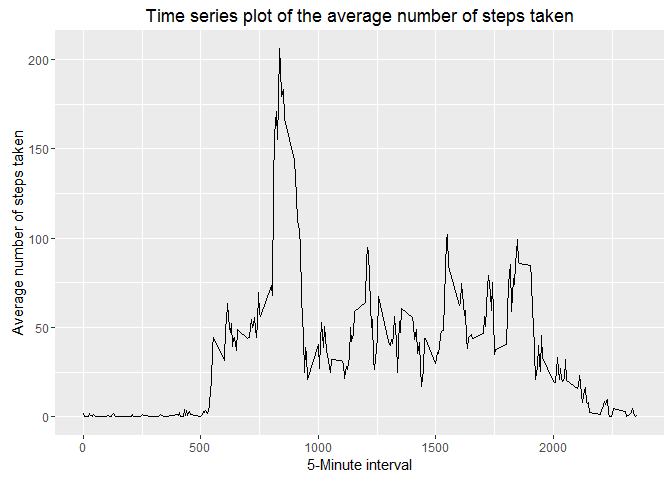 Time series plot of the average number of steps taken
Average number of steps taken
200
150
100
50
0
0 500 1000 1500 2000
5-Minute interval